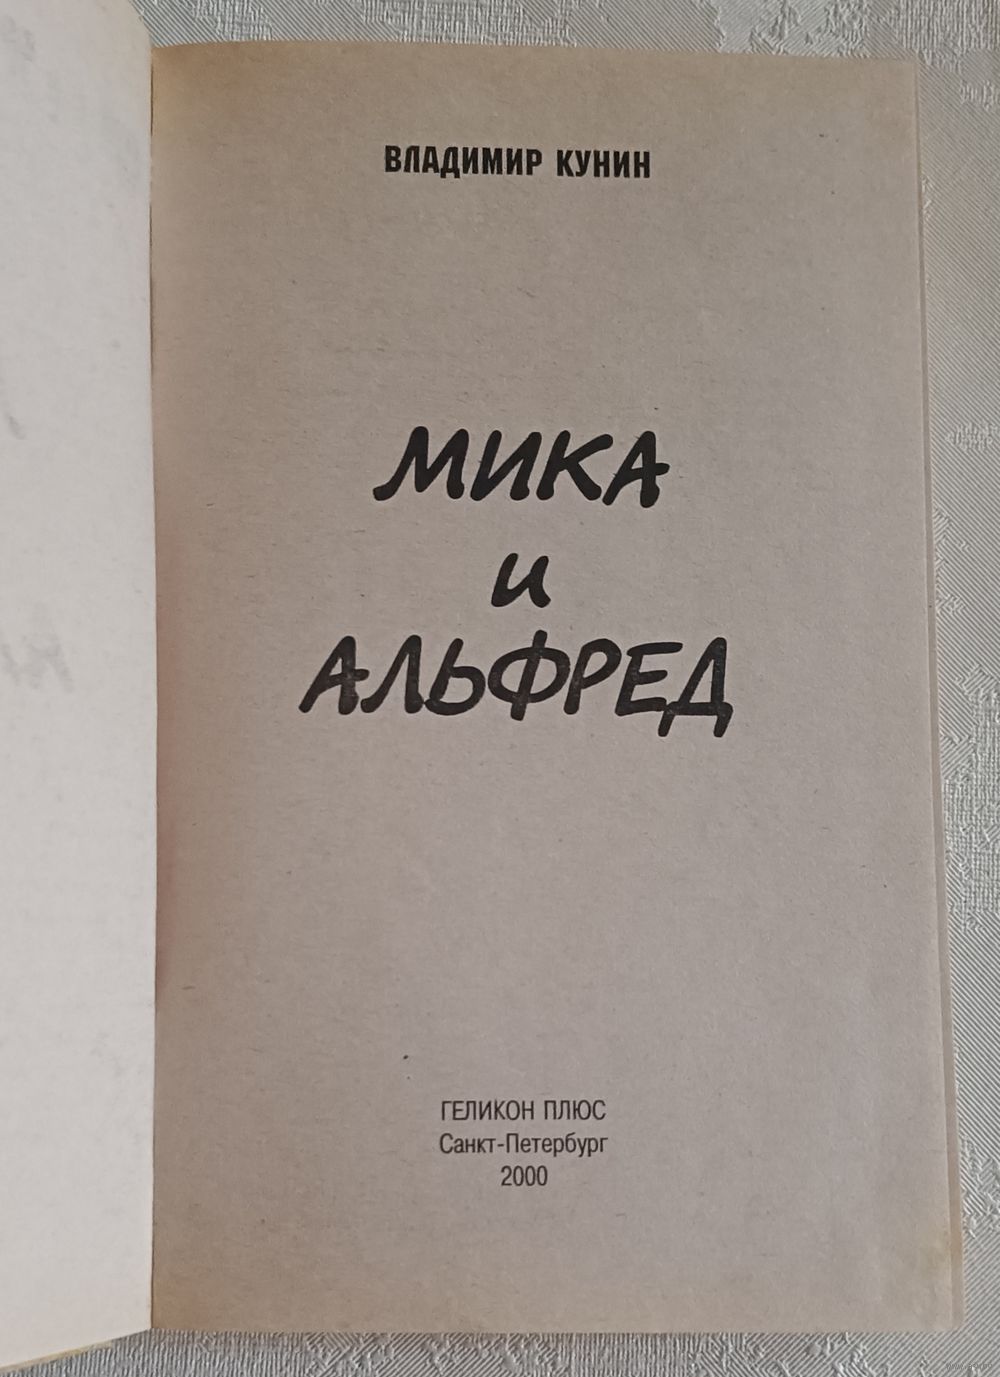 ВЛАДИМИР КУНИН
МИКА
и
АЛЬФРЕД
ГЕЛИКОН ПЛЮС
Санкт-Петербург
2000